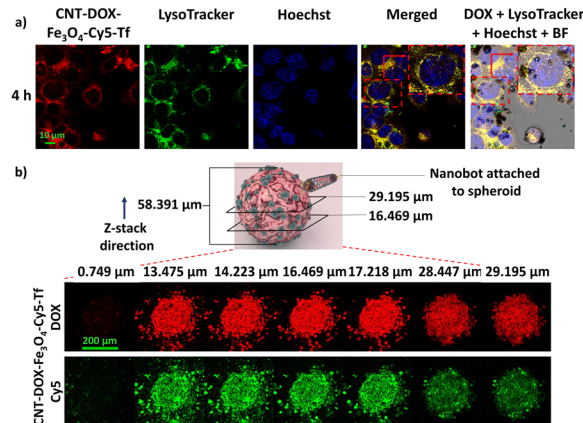 a)
CNT-DOX-
Fe₃O₄-Cy5-Tf
LysoTracker
Hoechst
Merged
DOX + LysoTracker
+ Hoechst + BF
4 h
10 μm
b)
Nanobot attached
to spheroid
58.391 μm
29.195 μm
16.469 μm
Z-stack
direction
0.749 μm 13.475 μm 14.223 μm 16.469 μm 17.218 μm 28.447 μm 29.195 μm
CNT-DOX-Fe₃O₄-Cy5-Tf
DOX
200 μm
Cy5